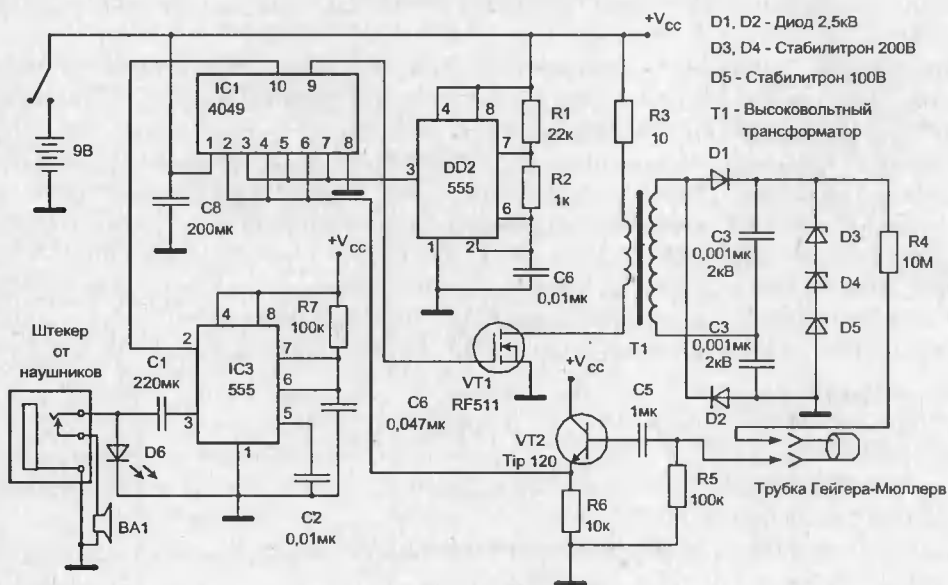 +Vcc
D1, D2 - Диод 2,5кВ
D3, D4 - Стабилитрон 200В
D5 - Стабилитрон 100В
T1 - Высоковольтный
трансформатор
10 9
IC1
4049
1 2 3 4 5 6 7 8
9В
C8
200мк
4 8
7
3
DD2
555
6
1 2
R1
22к
R2
1к
C6
0,01мк
R3
10
T1
D1
C3
0,001мк
2кВ
C3
0,001мк
2кВ
D2
D3
D4
D5
R4
10М
+Vcc
R7
100к
4 8
2
7
IC3
555
6
3
5
1
Штекер
от
наушников
C1
220мк
D6
BA1
C6
0,047мк
C2
0,01мк
VT1
RF511
+Vcc
VT2
Tip 120
C5
1мк
R5
100к
R6
10к
Трубка Гейгера-Мюллерв